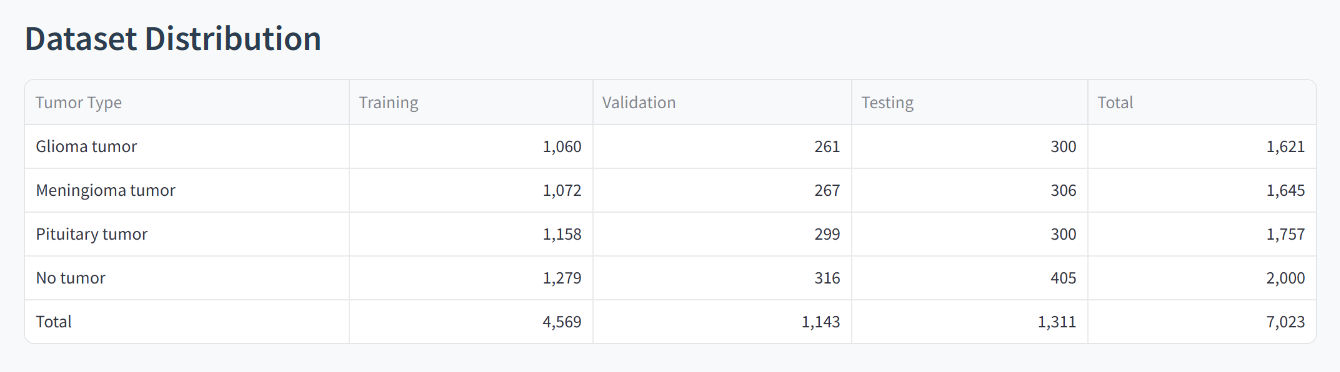 Dataset Distribution
Tumor Type Training Validation Testing Total
Glioma tumor 1,060 261 300 1,621
Meningioma tumor 1,072 267 306 1,645
Pituitary tumor 1,158 299 300 1,757
No tumor 1,279 316 405 2,000
Total 4,569 1,143 1,311 7,023